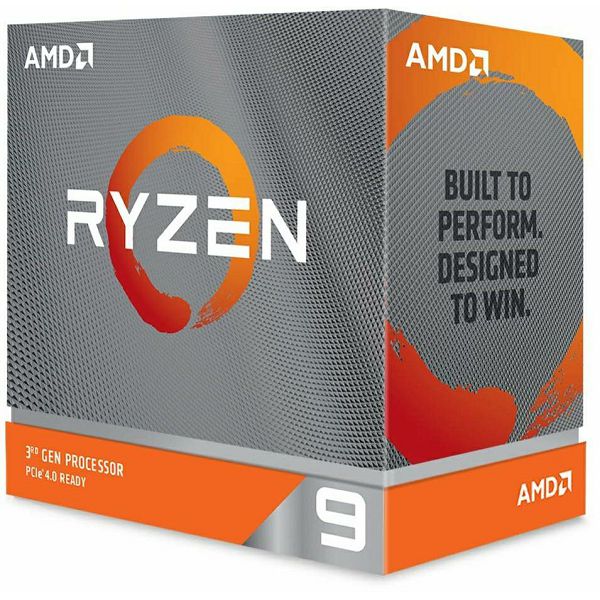 AMD
RYZEN
3RD GEN PROCESSOR
PCIe® 4.0 READY
9
AMD
BUILT TO
PERFORM.
DESIGNED
TO WIN.
AMD